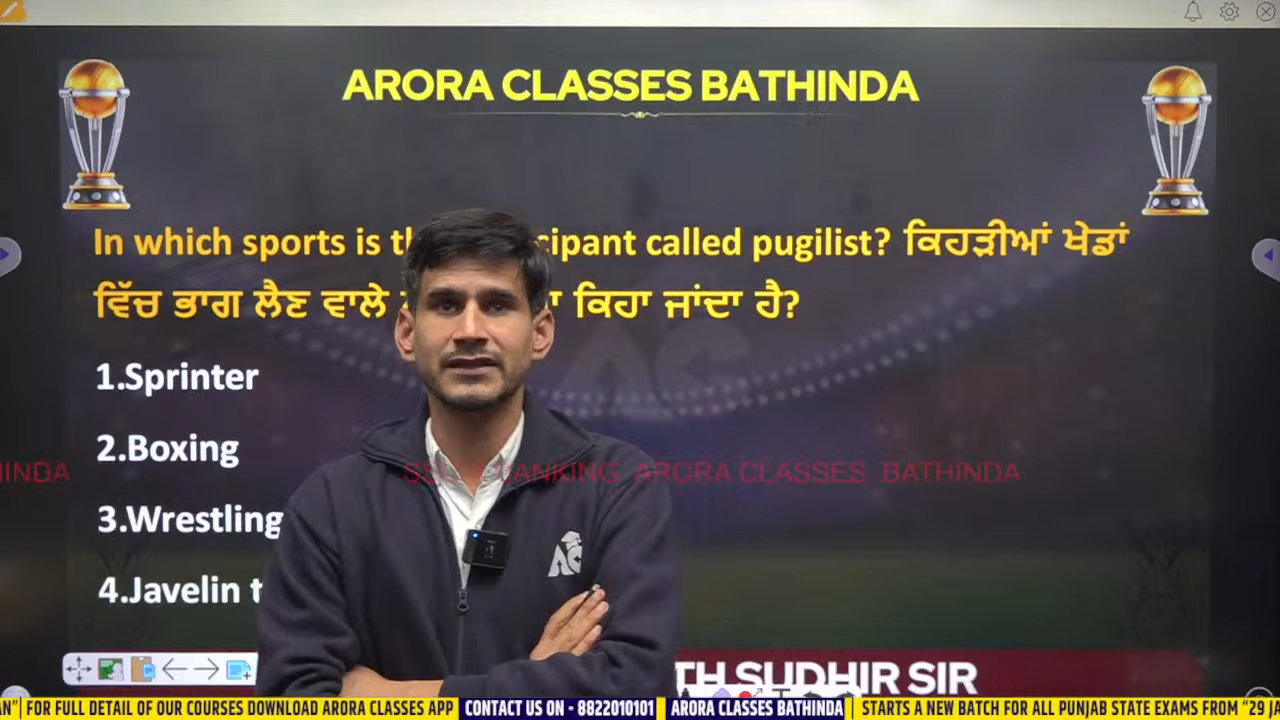 ARORA CLASSES BATHINDA
In which sports is cipant called pugilist? ਕਿਹੜੀਆਂ ਖੇਡਾਂ
ਵਿੱਚ ਭਾਗ ਲੈਣ ਵਾਲੇ ਕਿਹਾ ਜਾਂਦਾ ਹੈ?
1.Sprinter
2.Boxing
INDA BANKING ARORA CLASSES BATHINDA
3.Wrestling
AC
4.Javelin t
TH SUDHIR SIR
AN" FOR FULL DETAIL OF OUR COURSES DOWNLOAD ARORA CLASSES APP CONTACT US ON - 8822010101 ARORA CLASSES BATHINDA STARTS A NEW BATCH FOR ALL PUNJAB STATE EXAMS FROM "29 JA